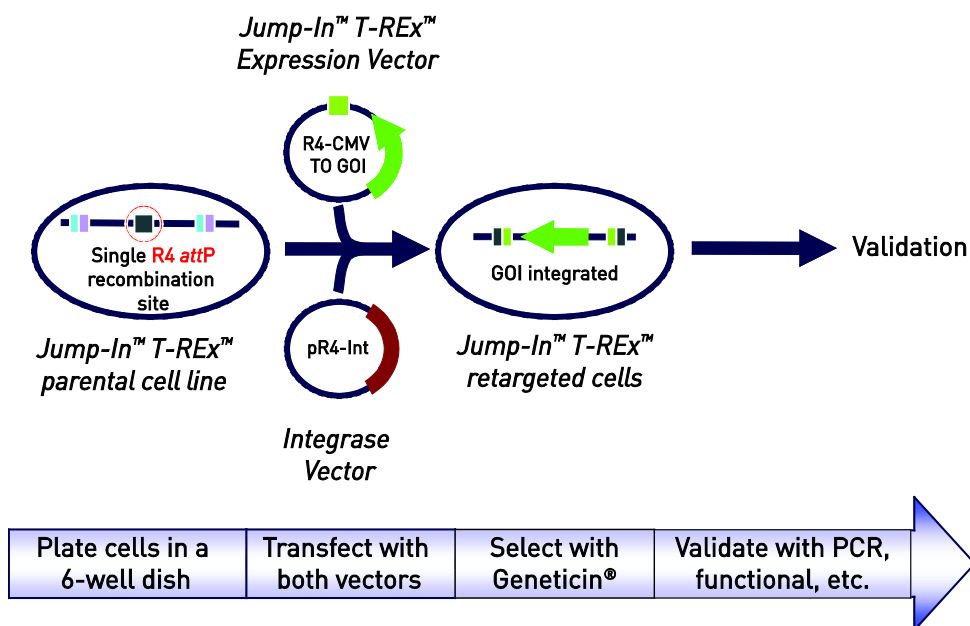 Jump-In™ T-REx™
Expression Vector
R4-CMV
TO GOI
Single R4 attP
recombination
site
Jump-In™ T-REx™
parental cell line
pR4-Int
Integrase
Vector
GOI integrated
Jump-In™ T-REx™
retargeted cells
Validation
Plate cells in a
6-well dish
Transfect with
both vectors
Select with
Geneticin®
Validate with PCR,
functional, etc.